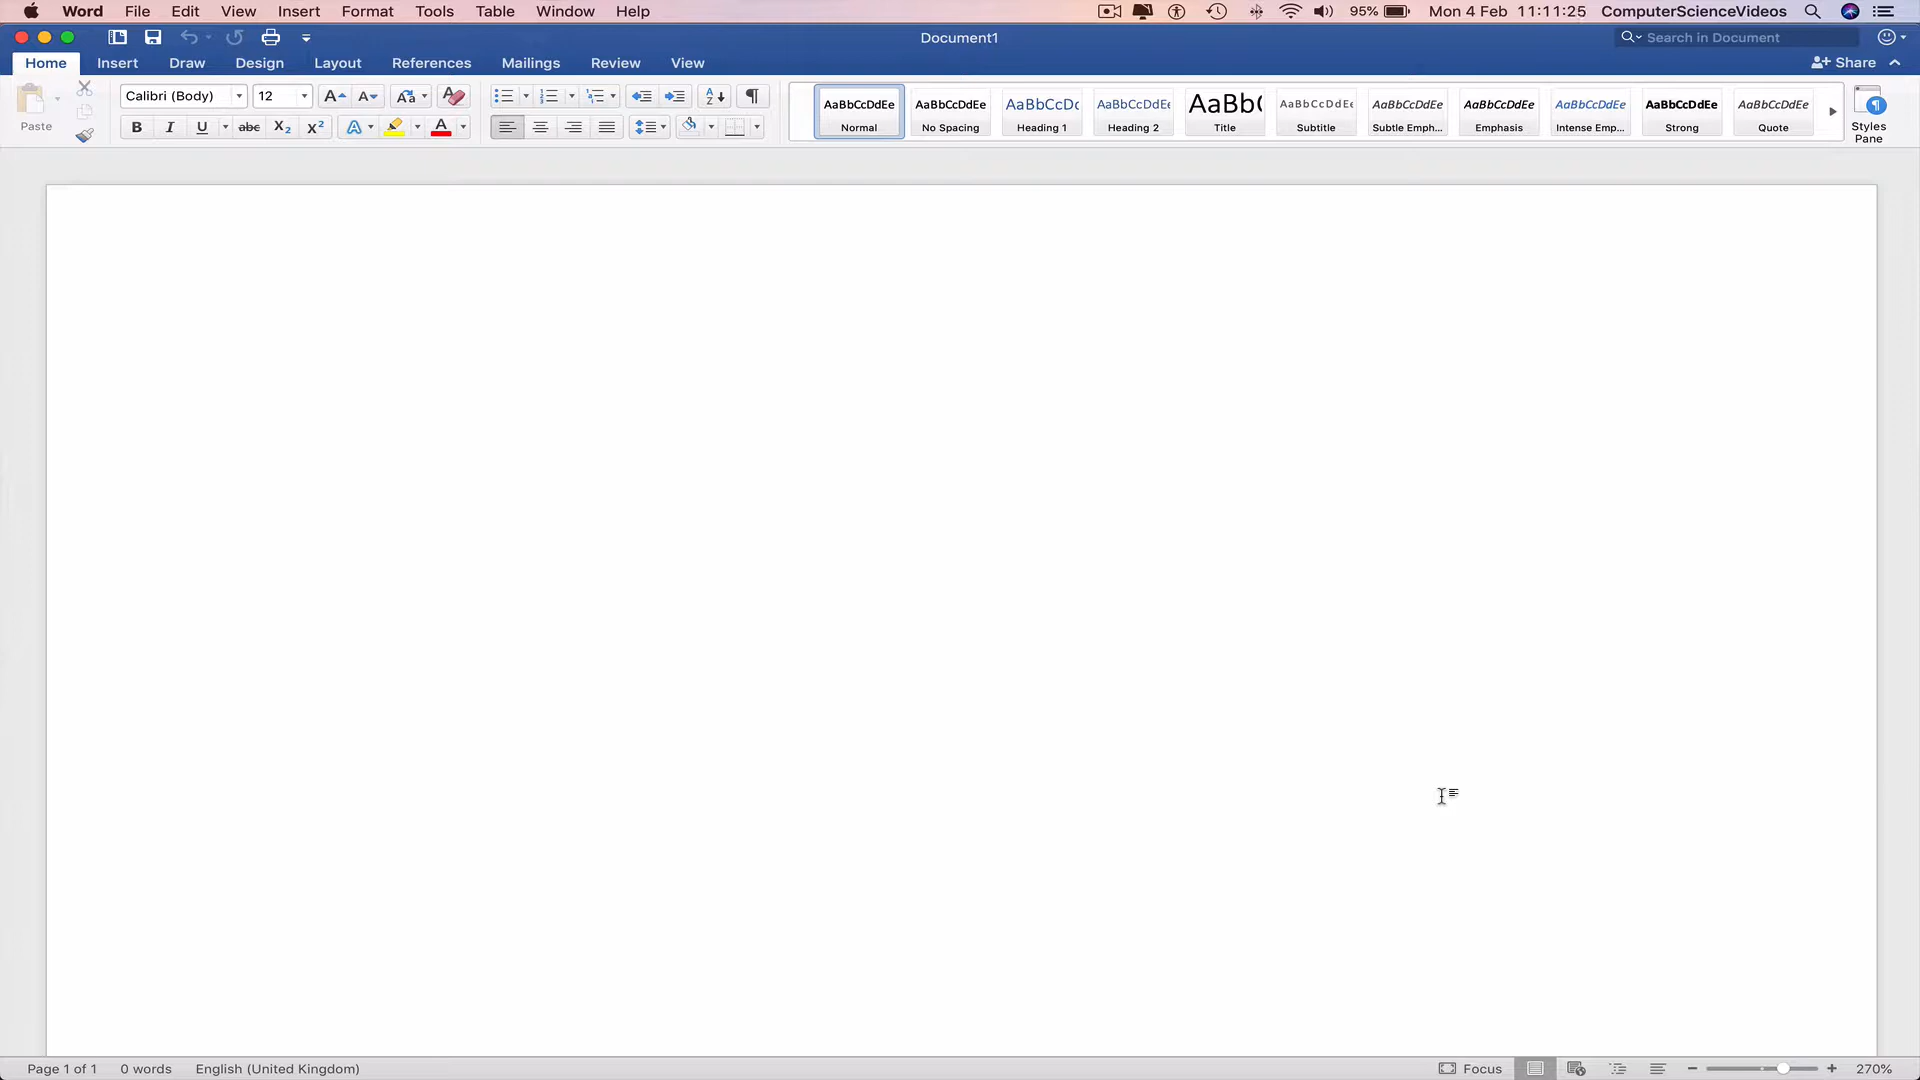 Word File Edit View Insert Format Tools Table Window Help 95% Mon 4 Feb 11:11:25 ComputerScienceVideos
Document1 Search in Document
Home Insert Draw Design Layout References Mailings Review View Share
Paste Calibri (Body) 12
AaBbCcDdEe AaBbCcDdEe AaBbCcDc AaBbCcDdEe AaBb( AaBbCcDdEe AaBbCcDdEe AaBbCcDdEe AaBbCcDdEe AaBbCcDdEe AaBbCcDdEe
B I U abc X₂ X² A A
Normal No Spacing Heading 1 Heading 2 Title Subtitle Subtle Emph... Emphasis Intense Emp... Strong Quote
Styles
Pane
Page 1 of 1 0 words English (United Kingdom) Focus 270%